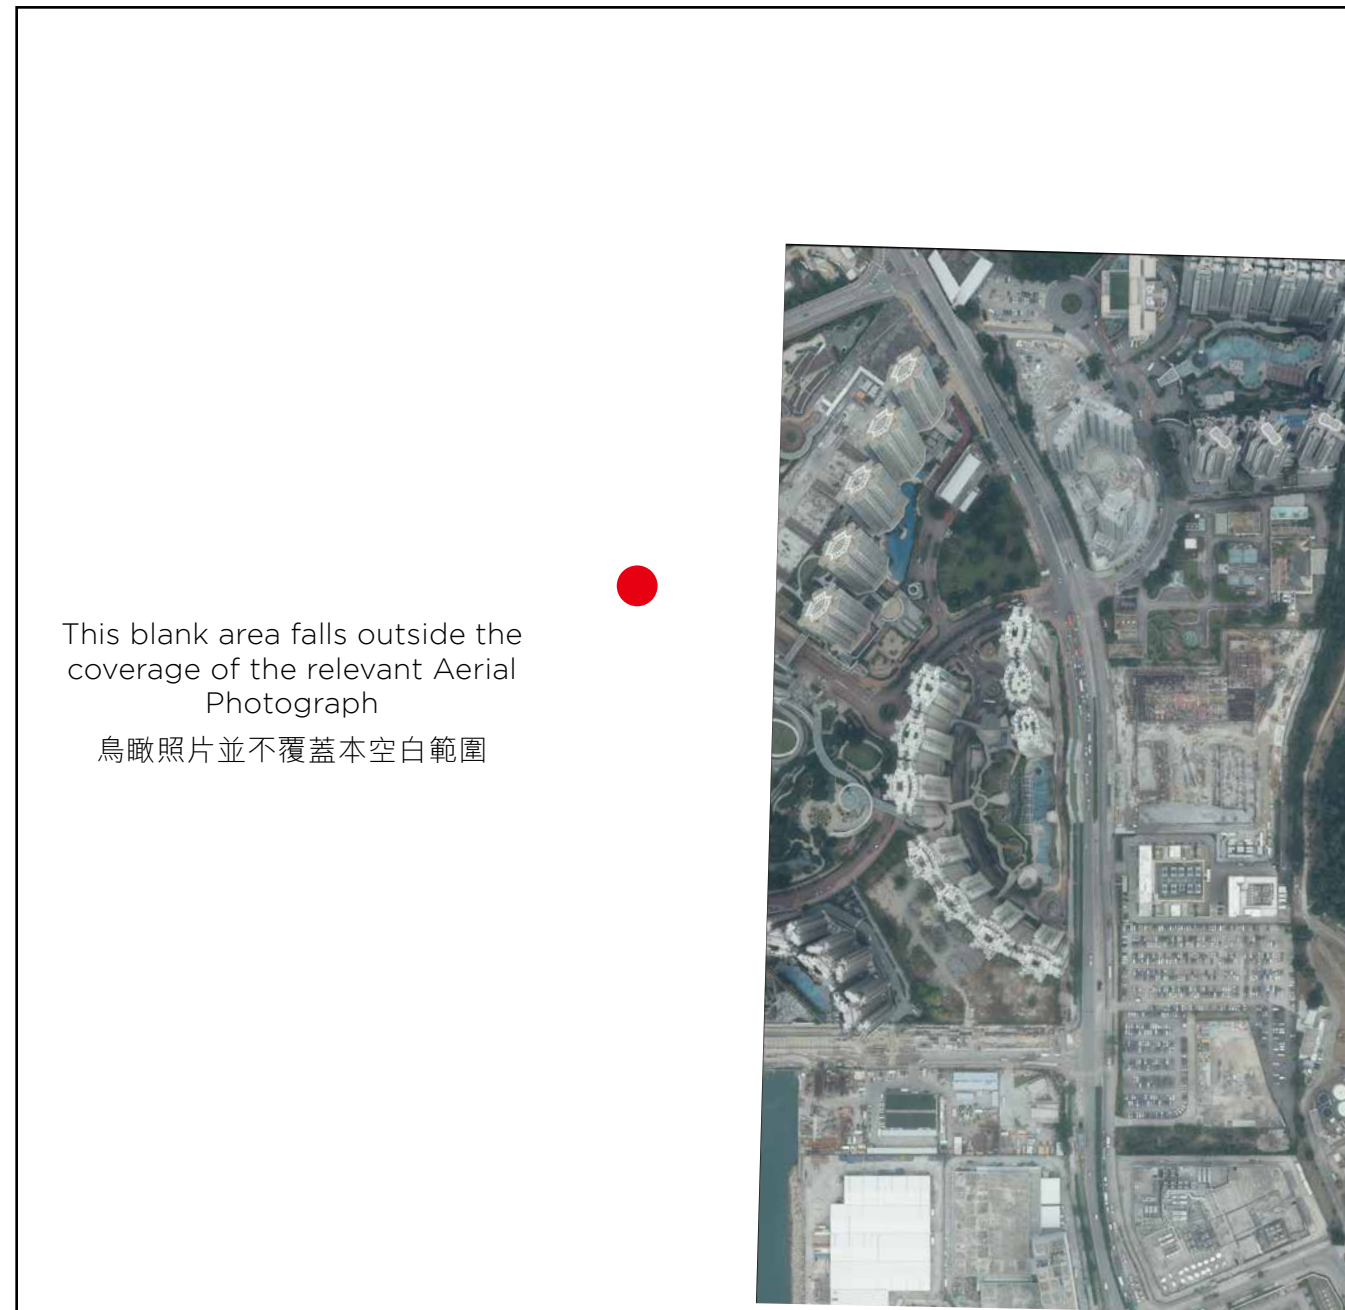 This blank area falls outside the
coverage of the relevant Aerial
Photograph
鳥瞰照片並不覆蓋本空白範圍